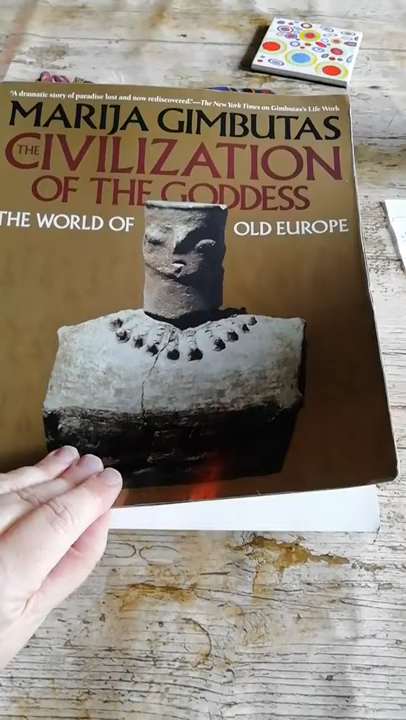 "A dramatic story of paradise lost and now rediscovered."—The New York Times on Gimbutas's Life Work
MARIJA GIMBUTAS
THE CIVILIZATION
OF THE GODDESS
THE WORLD OF OLD EUROPE